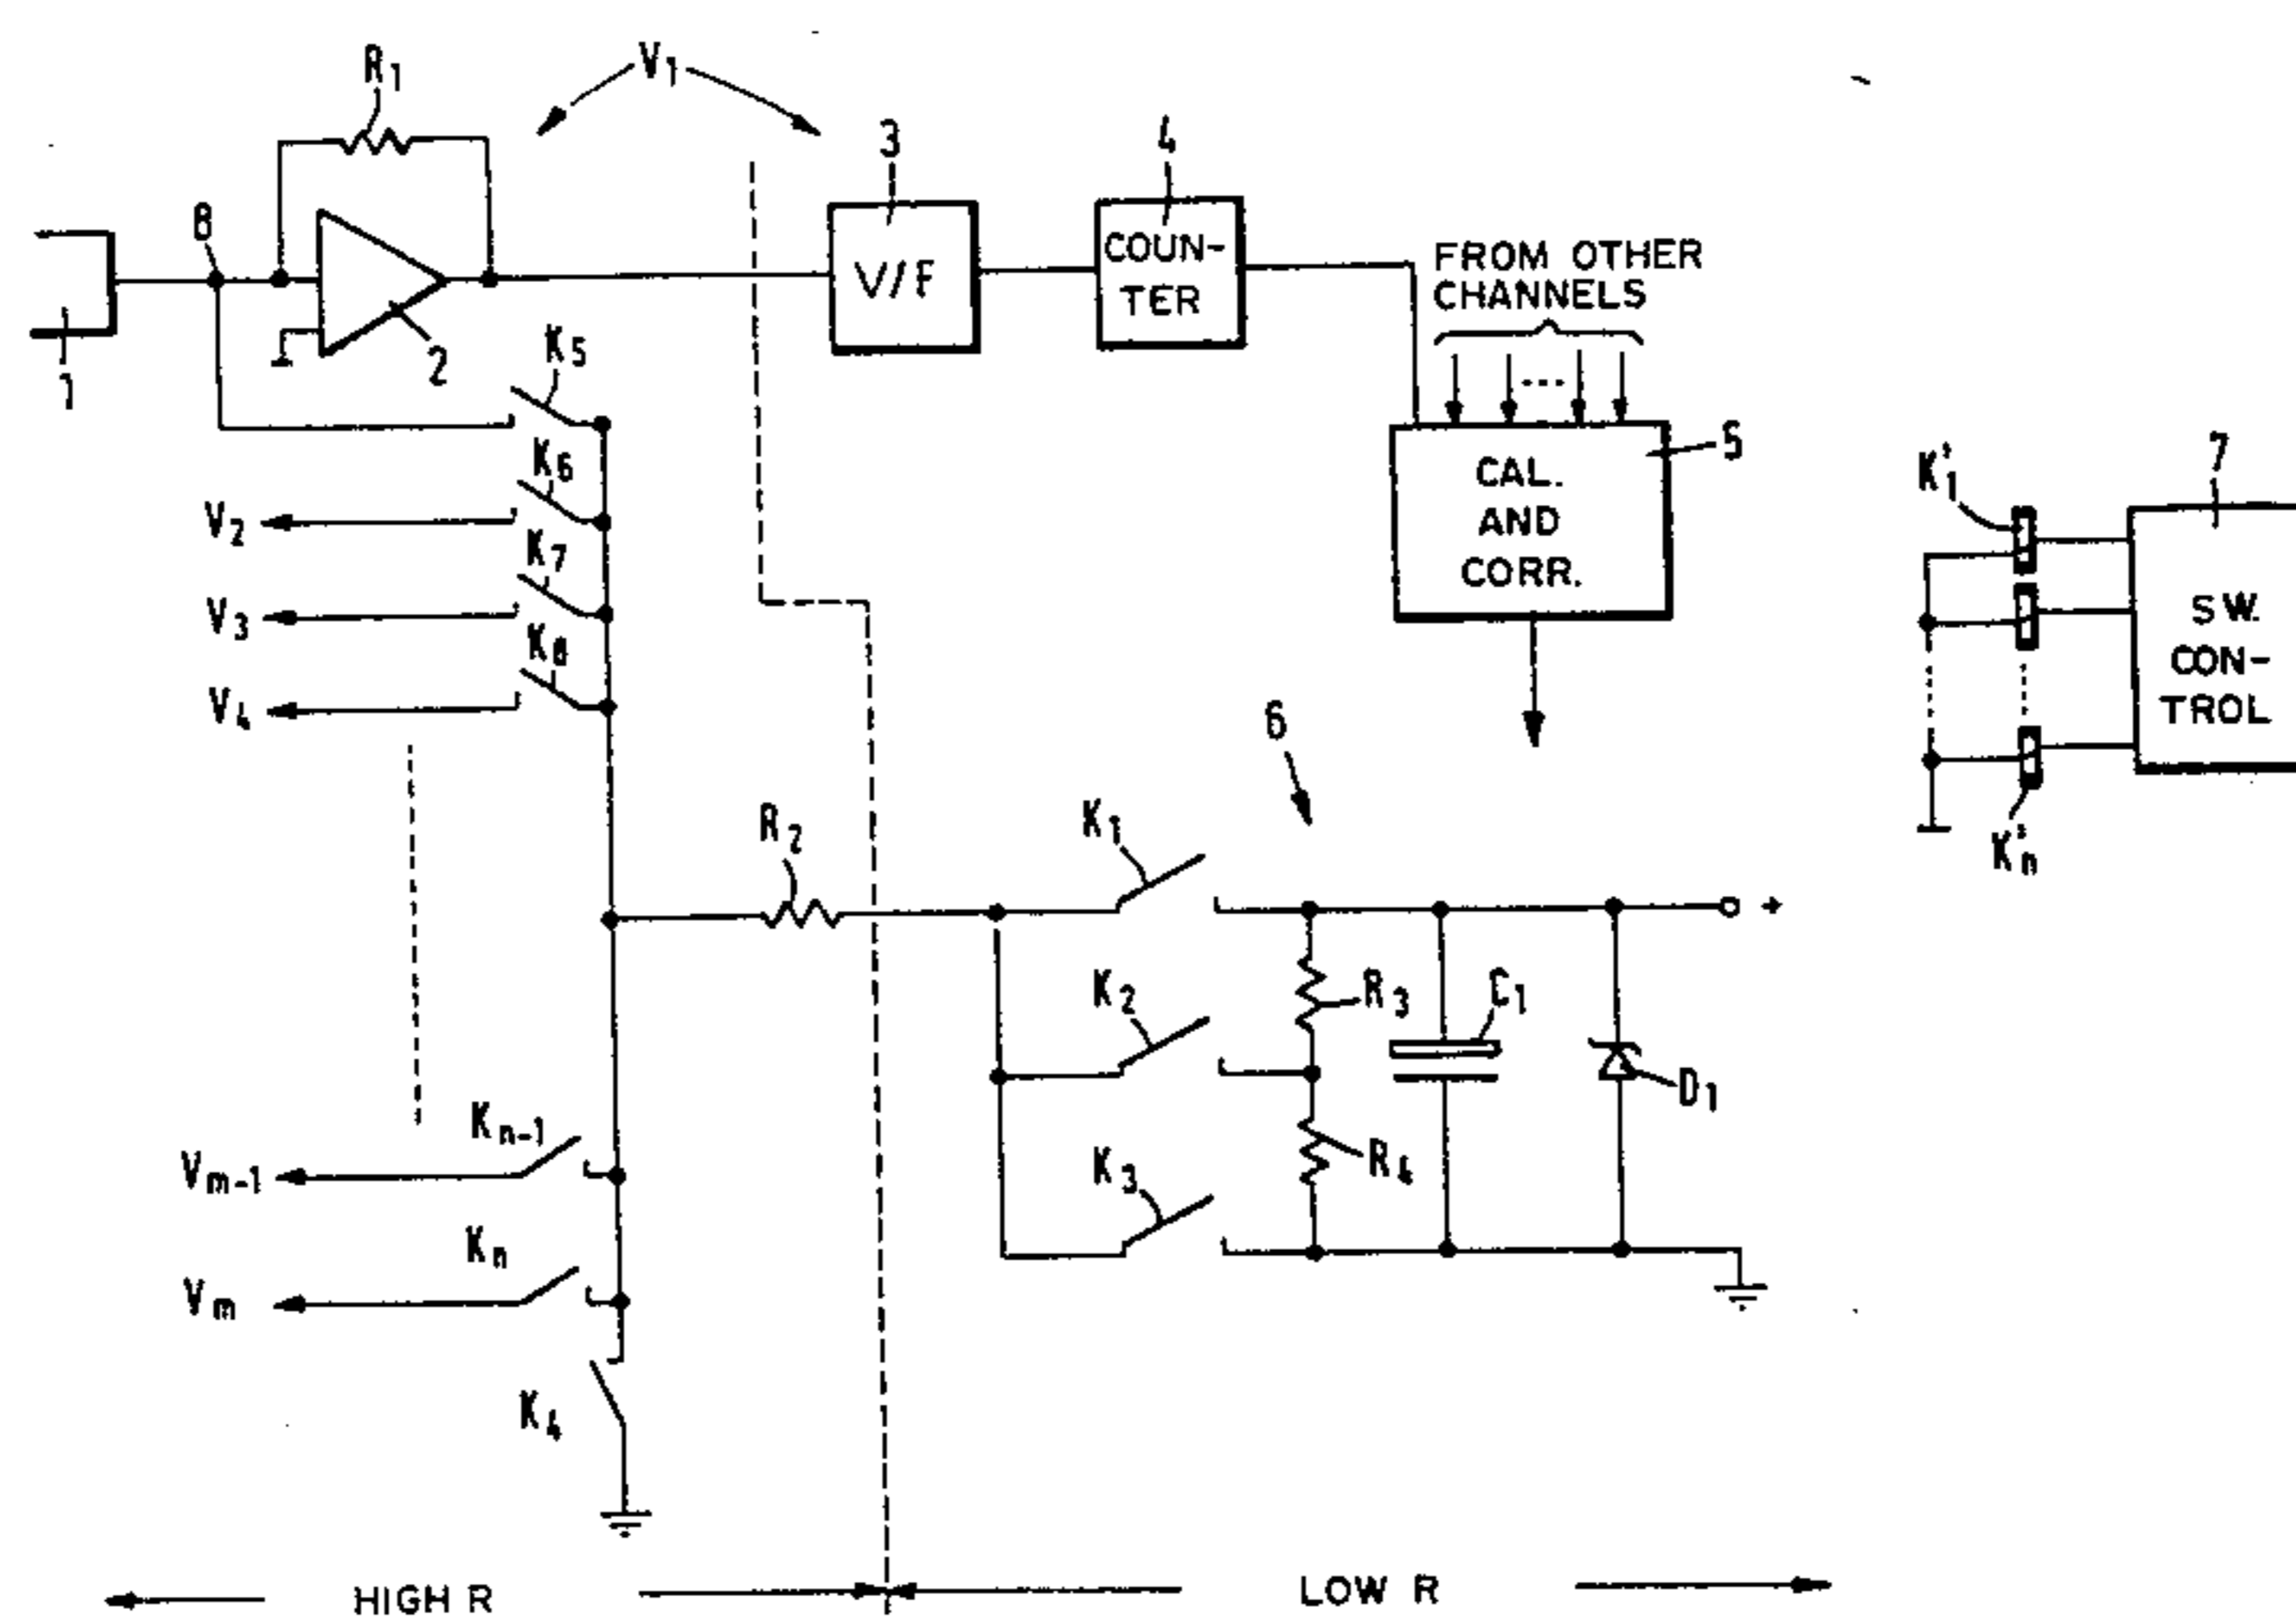 R1
V1
3
4
8
COUN-
TER
V/F
FROM OTHER
CHANNELS
2
1
K5
K6
V2
K7
V3
K8
V4
CAL.
AND
CORR.
5
K'1
7
SW.
CON-
TROL
K'n
6
R2
K1
K2
R3
C1
D1
K3
R4
+
Kn-1
Vm-1
Kn
Vm
K4
HIGH R
LOW R